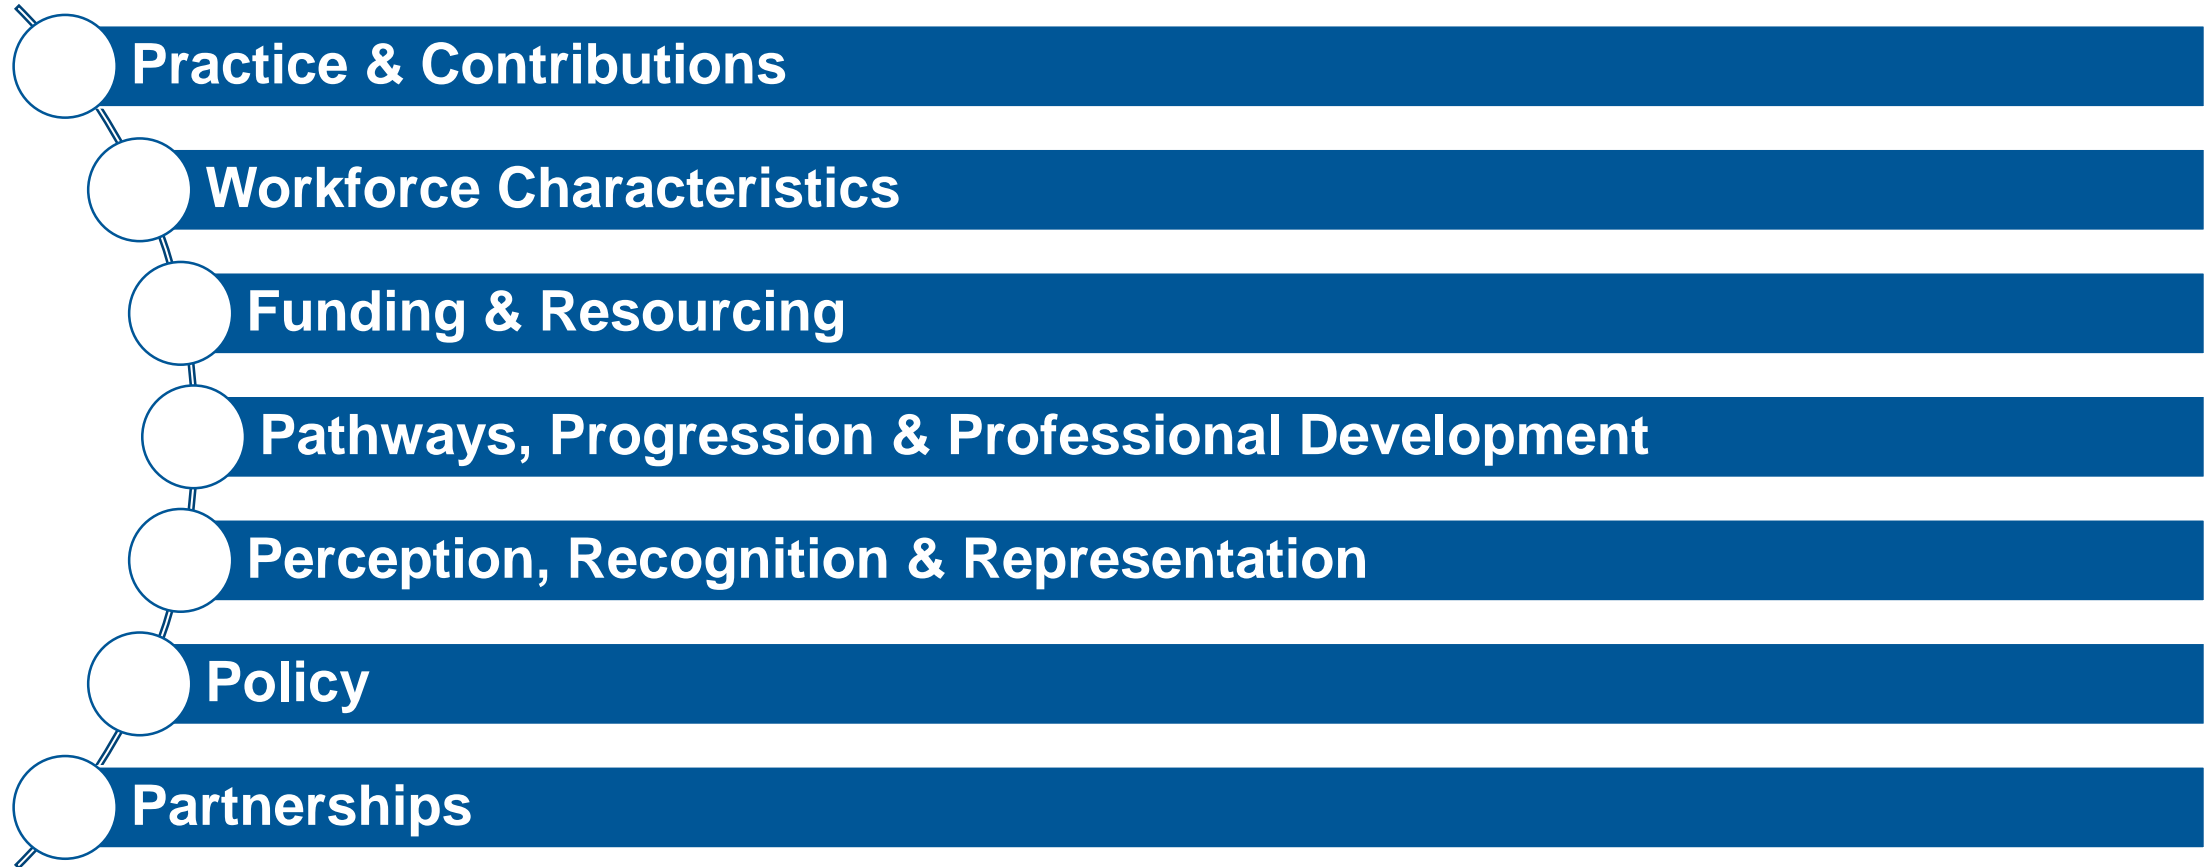 Practice & Contributions
Workforce Characteristics
Funding & Resourcing
Pathways, Progression & Professional Development
Perception, Recognition & Representation
Policy
Partnerships